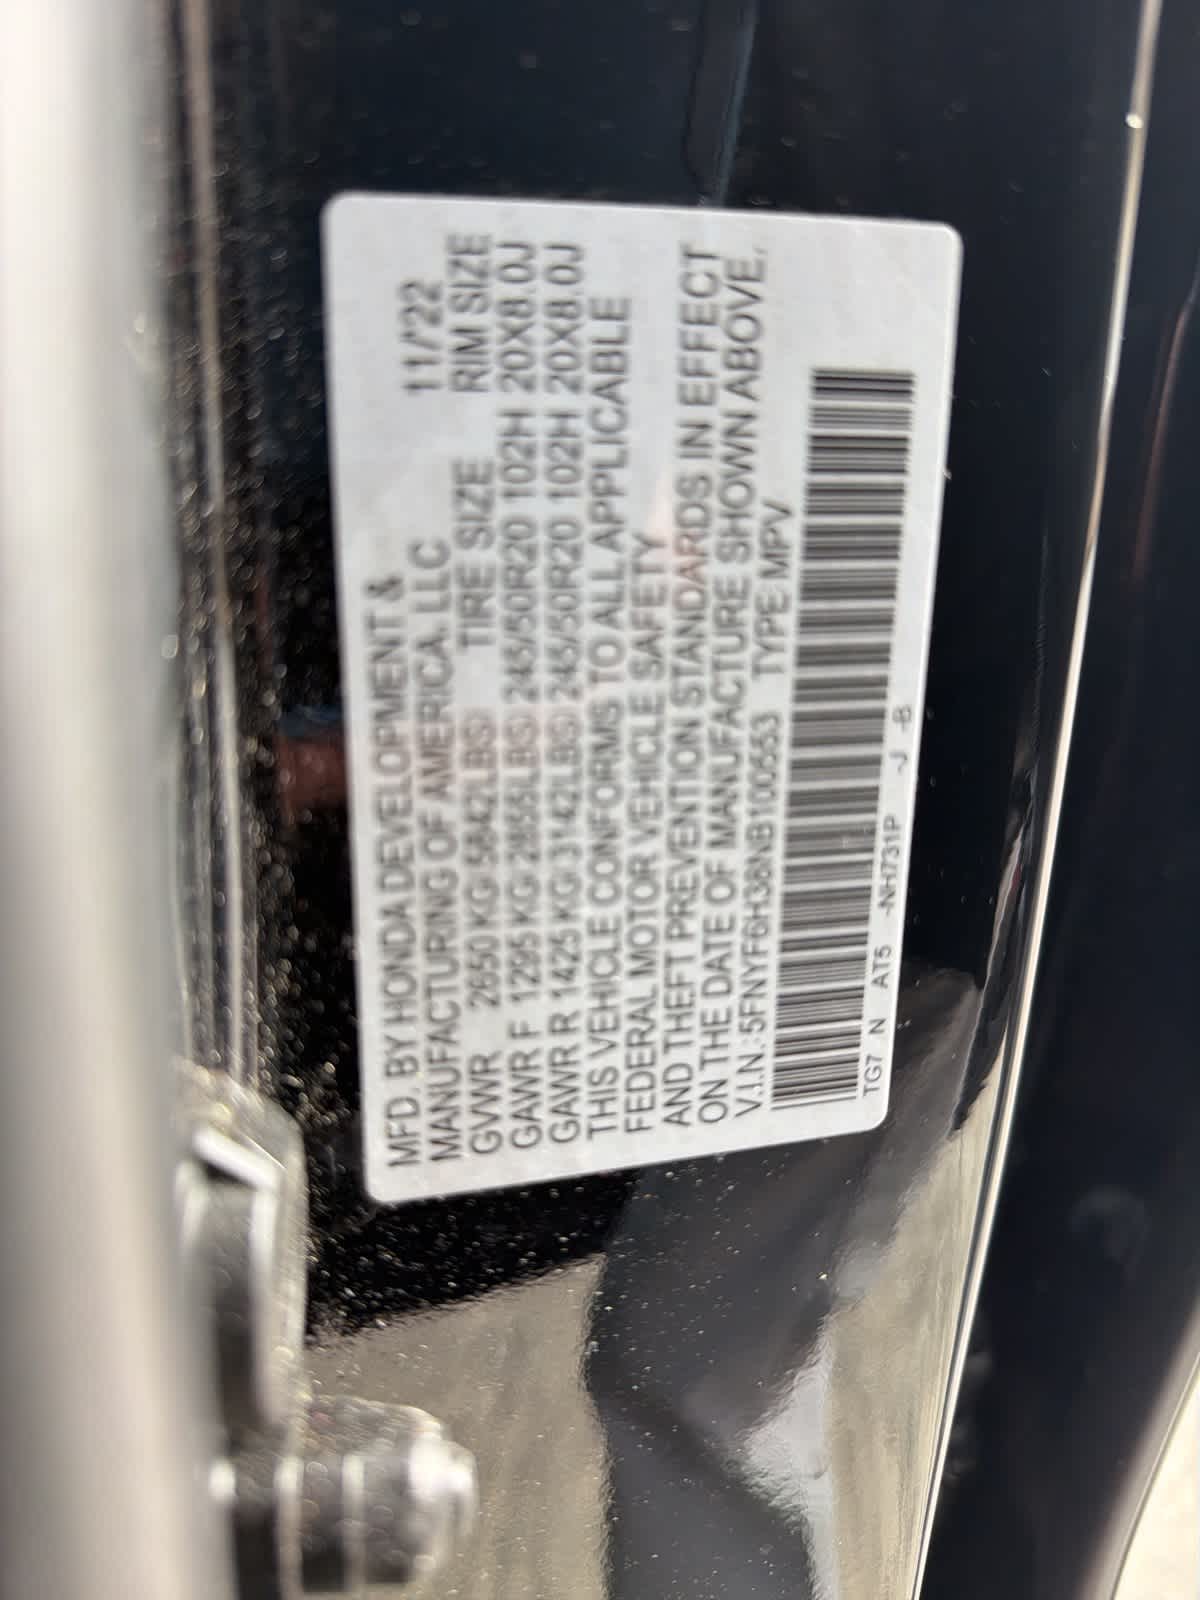 MFD. BY HONDA DEVELOPMENT &
MANUFACTURING OF AMERICA, LLC 11/'22
GVWR 2650 KG( 5842LBS) TIRE SIZE RIM SIZE
GAWR F 1295 KG( 2855LBS) 245/50R20 102H 20X8.0J
GAWR R 1425 KG( 3142LBS) 245/50R20 102H 20X8.0J
THIS VEHICLE CONFORMS TO ALL APPLICABLE
FEDERAL MOTOR VEHICLE SAFETY
AND THEFT PREVENTION STANDARDS IN EFFECT
ON THE DATE OF MANUFACTURE SHOWN ABOVE.
V.I.N.:5FNYF6H38NB100553 TYPE:MPV
TG7 N AT5 -NH731P -J -B